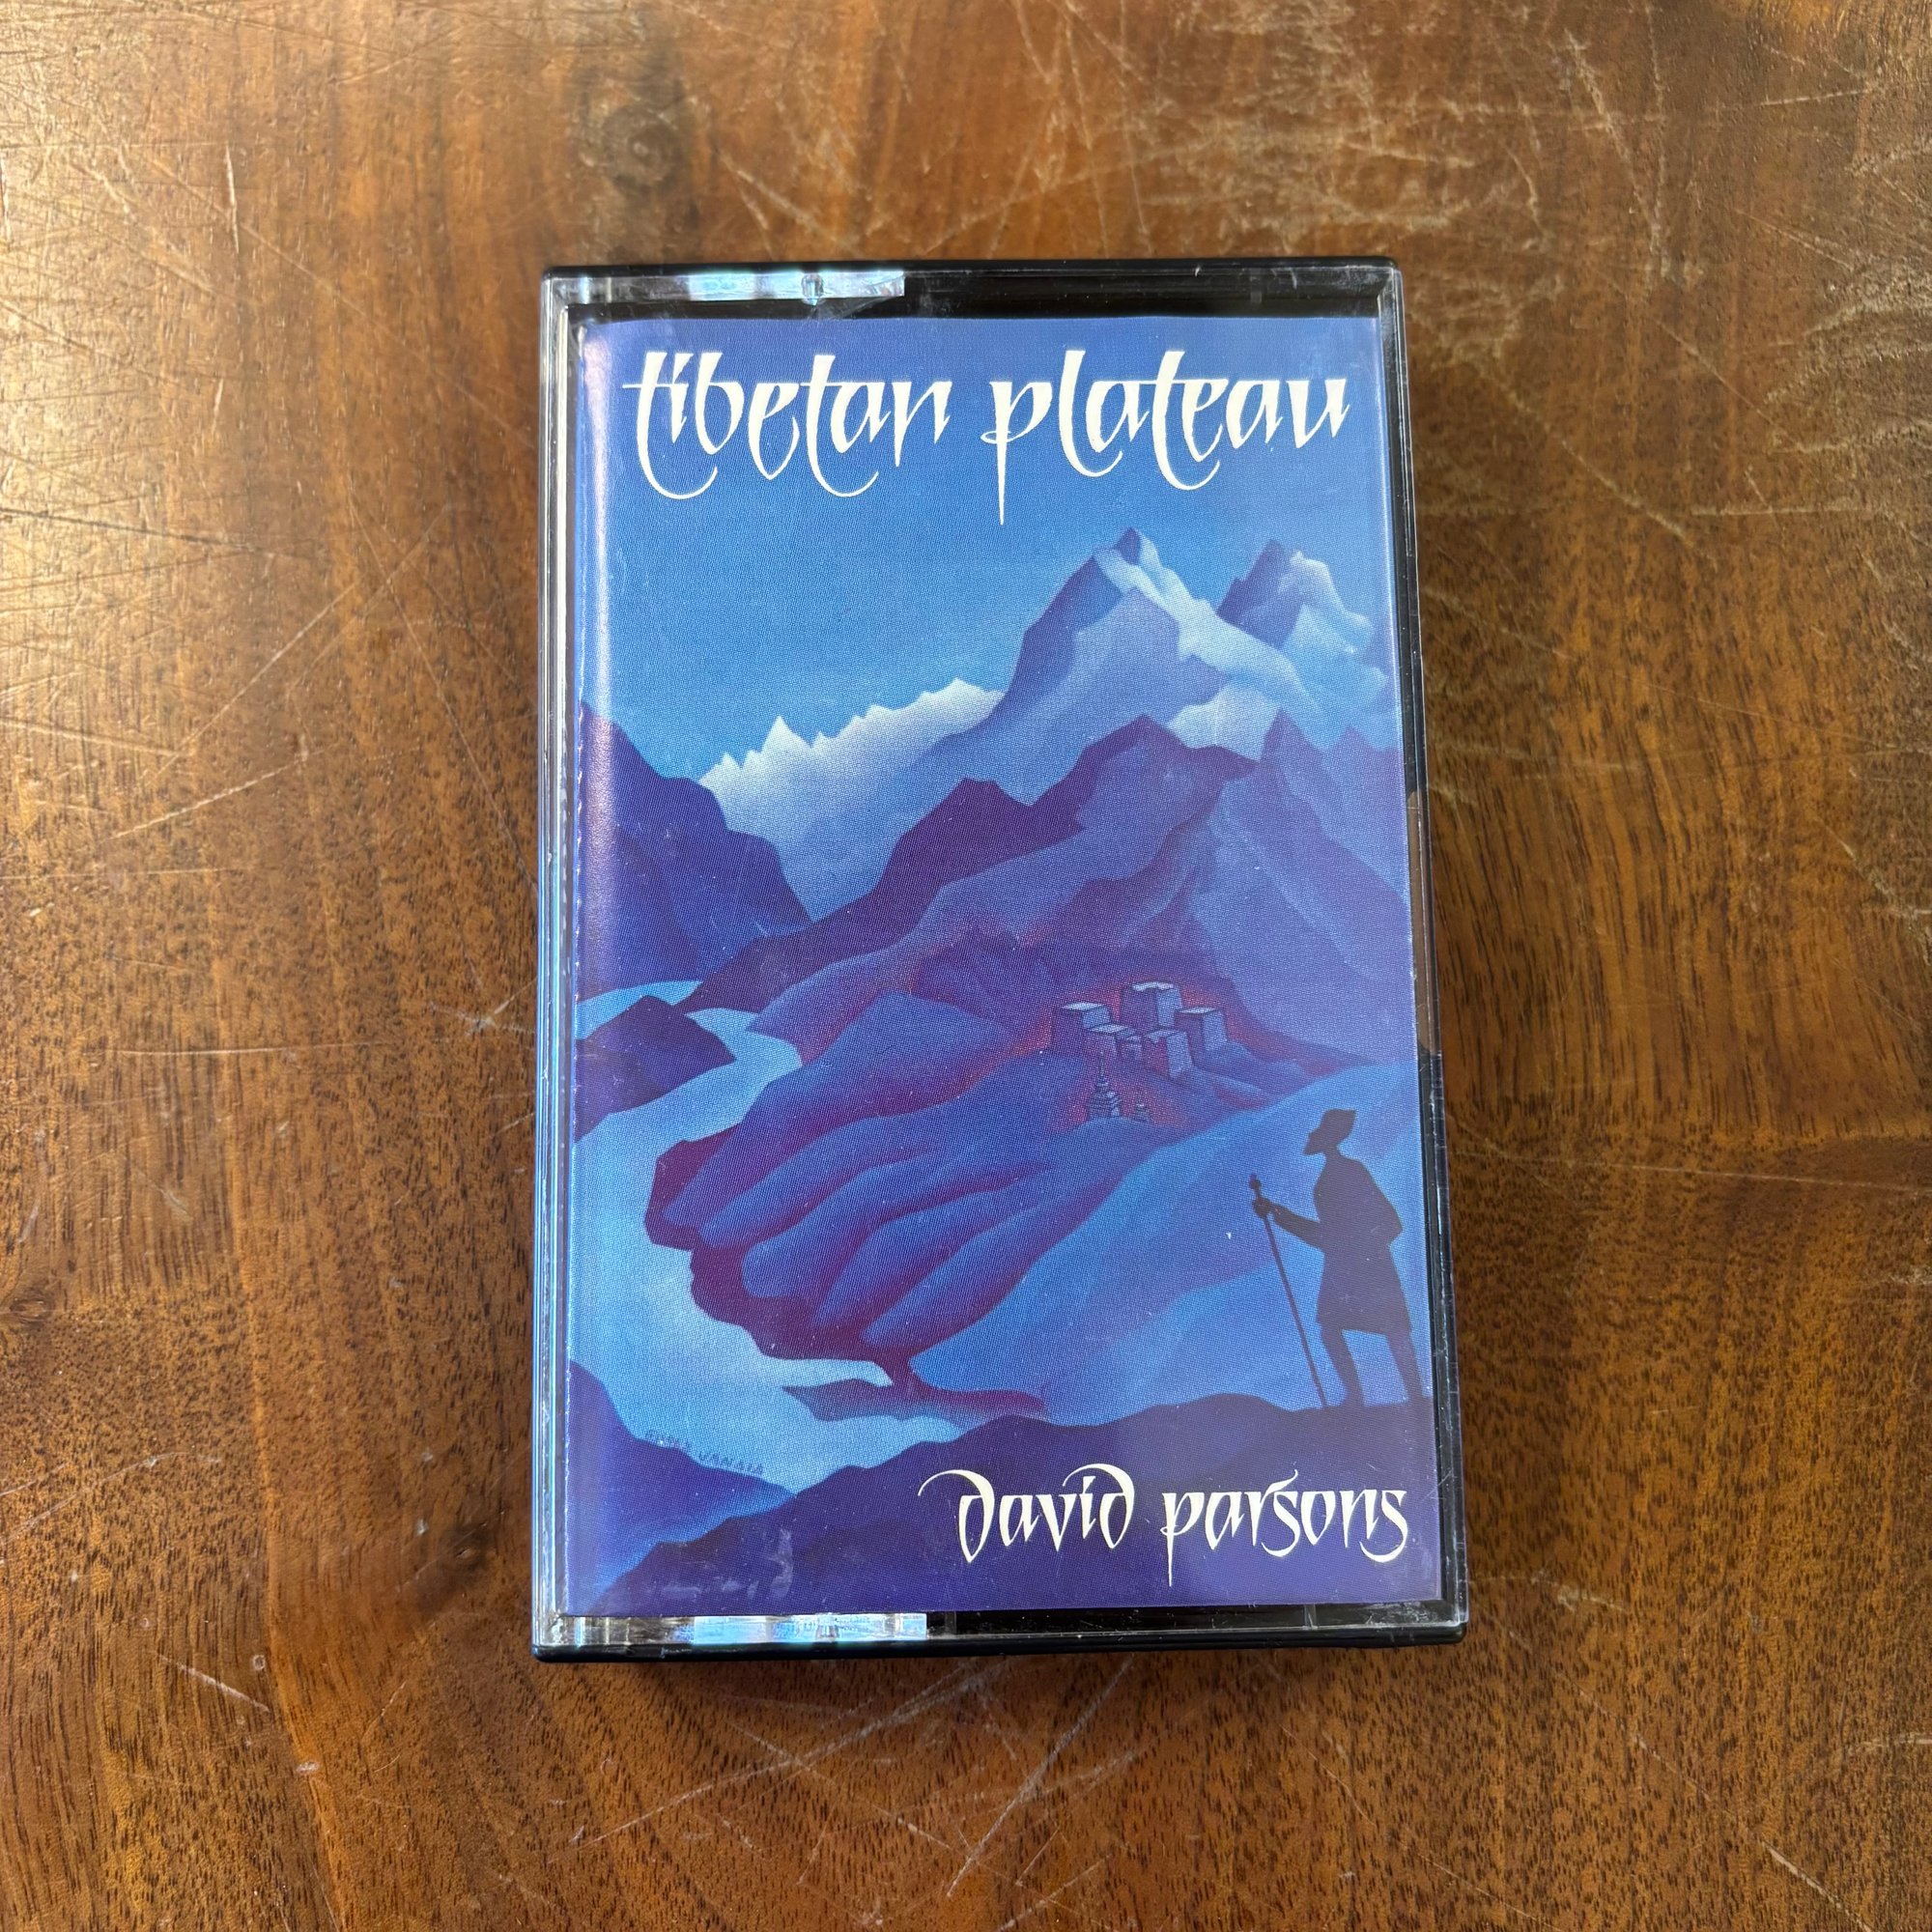 tibetan plateau
david parsons